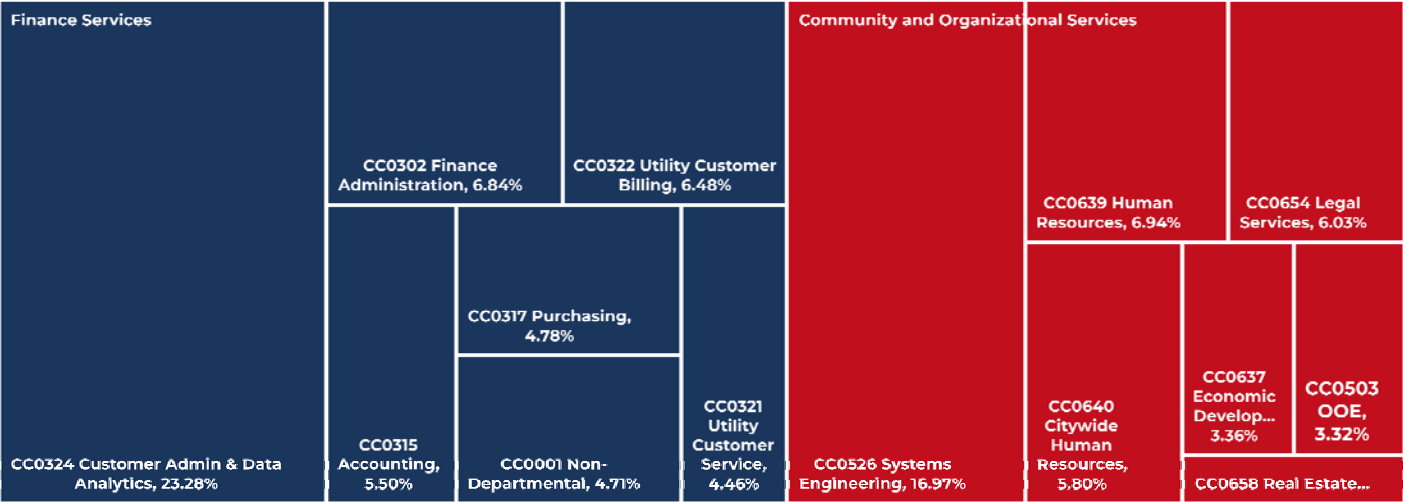 Finance Services
CC0324 Customer Admin & Data
Analytics, 23.28%
CC0302 Finance
Administration, 6.84%
CC0322 Utility Customer
Billing, 6.48%
CC0315
Accounting,
5.50%
CC0317 Purchasing,
4.78%
CC0001 Non-
Departmental, 4.71%
CC0321
Utility
Customer
Service,
4.46%
Community and Organizational Services
CC0526 Systems
Engineering, 16.97%
CC0639 Human
Resources, 6.94%
CC0654 Legal
Services, 6.03%
CC0640
Citywide
Human
Resources,
5.80%
CC0637
Economic
Develop...
3.36%
CC0503
OOE,
3.32%
CC0658 Real Estate...